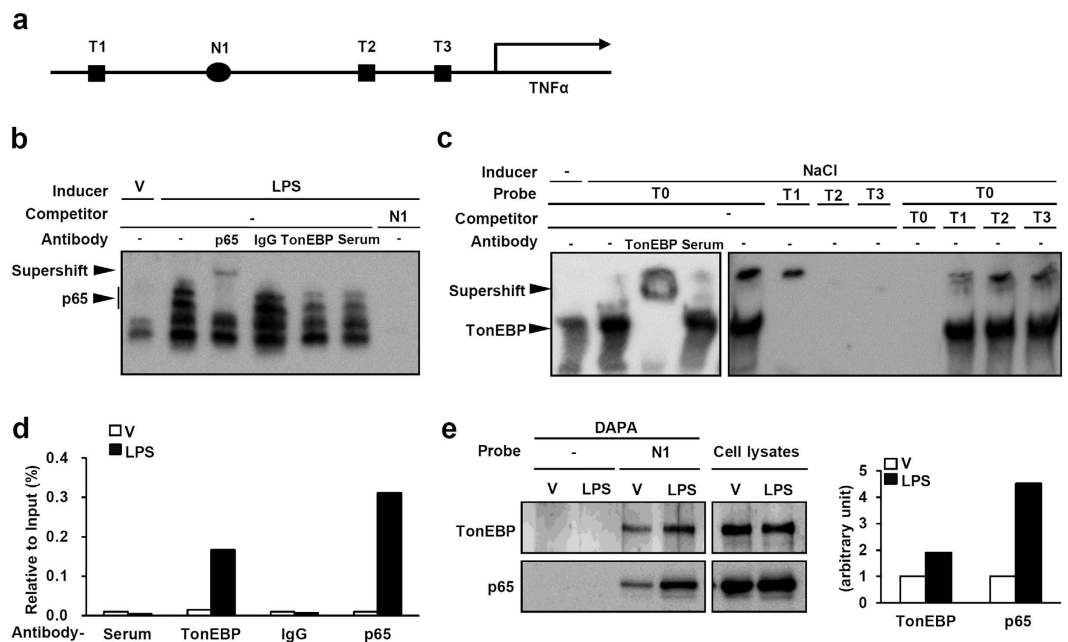 a
T1 N1 T2 T3
TNFα
b
Inducer V LPS
Competitor - N1
Antibody - - p65 IgG TonEBP Serum -
Supershift
p65
c
Inducer - NaCl
Probe T0 T1 T2 T3 T0
Competitor - T0 T1 T2 T3
Antibody - - TonEBP Serum - - - - - - - -
Supershift
TonEBP
d
V
LPS
Relative to Input (%)
0.4
0.3
0.2
0.1
0.0
Antibody- Serum TonEBP IgG p65
e
DAPA
Probe - N1 Cell lysates
V LPS V LPS V LPS
TonEBP
p65
V
LPS
(arbitrary unit)
5
4
3
2
1
0
TonEBP p65